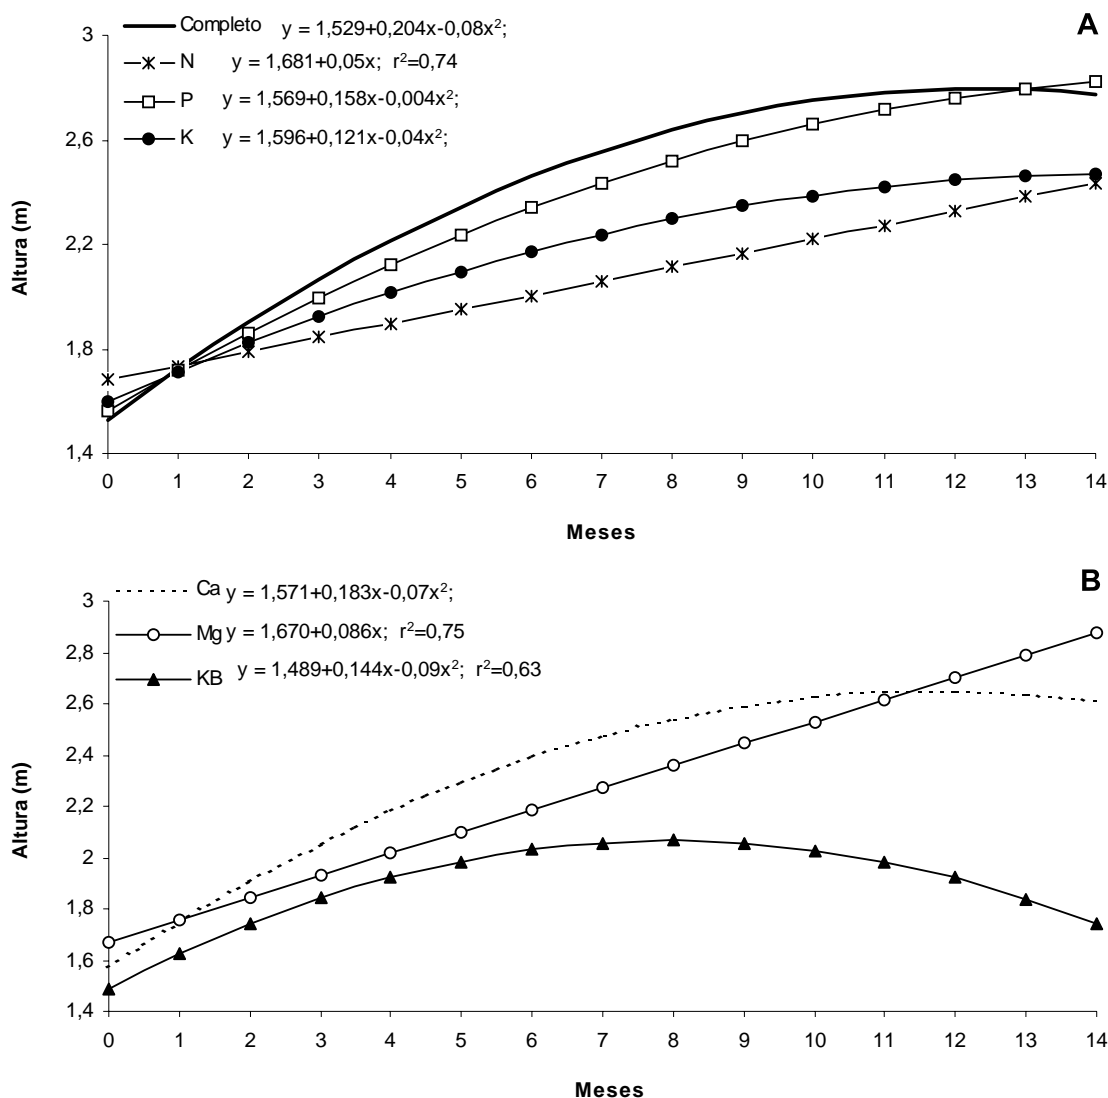 A
Completo y = 1,529+0,204x-0,08x²;
N y = 1,681+0,05x; r²=0,74
P y = 1,569+0,158x-0,004x²;
K y = 1,596+0,121x-0,04x²;
3
2,6
2,2
1,8
1,4
Altura (m)
0 1 2 3 4 5 6 7 8 9 10 11 12 13 14
Meses
B
Ca y = 1,571+0,183x-0,07x²;
Mg y = 1,670+0,086x; r²=0,75
KB y = 1,489+0,144x-0,09x²; r²=0,63
3
2,8
2,6
2,4
2,2
2
1,8
1,6
1,4
Altura (m)
0 1 2 3 4 5 6 7 8 9 10 11 12 13 14
Meses